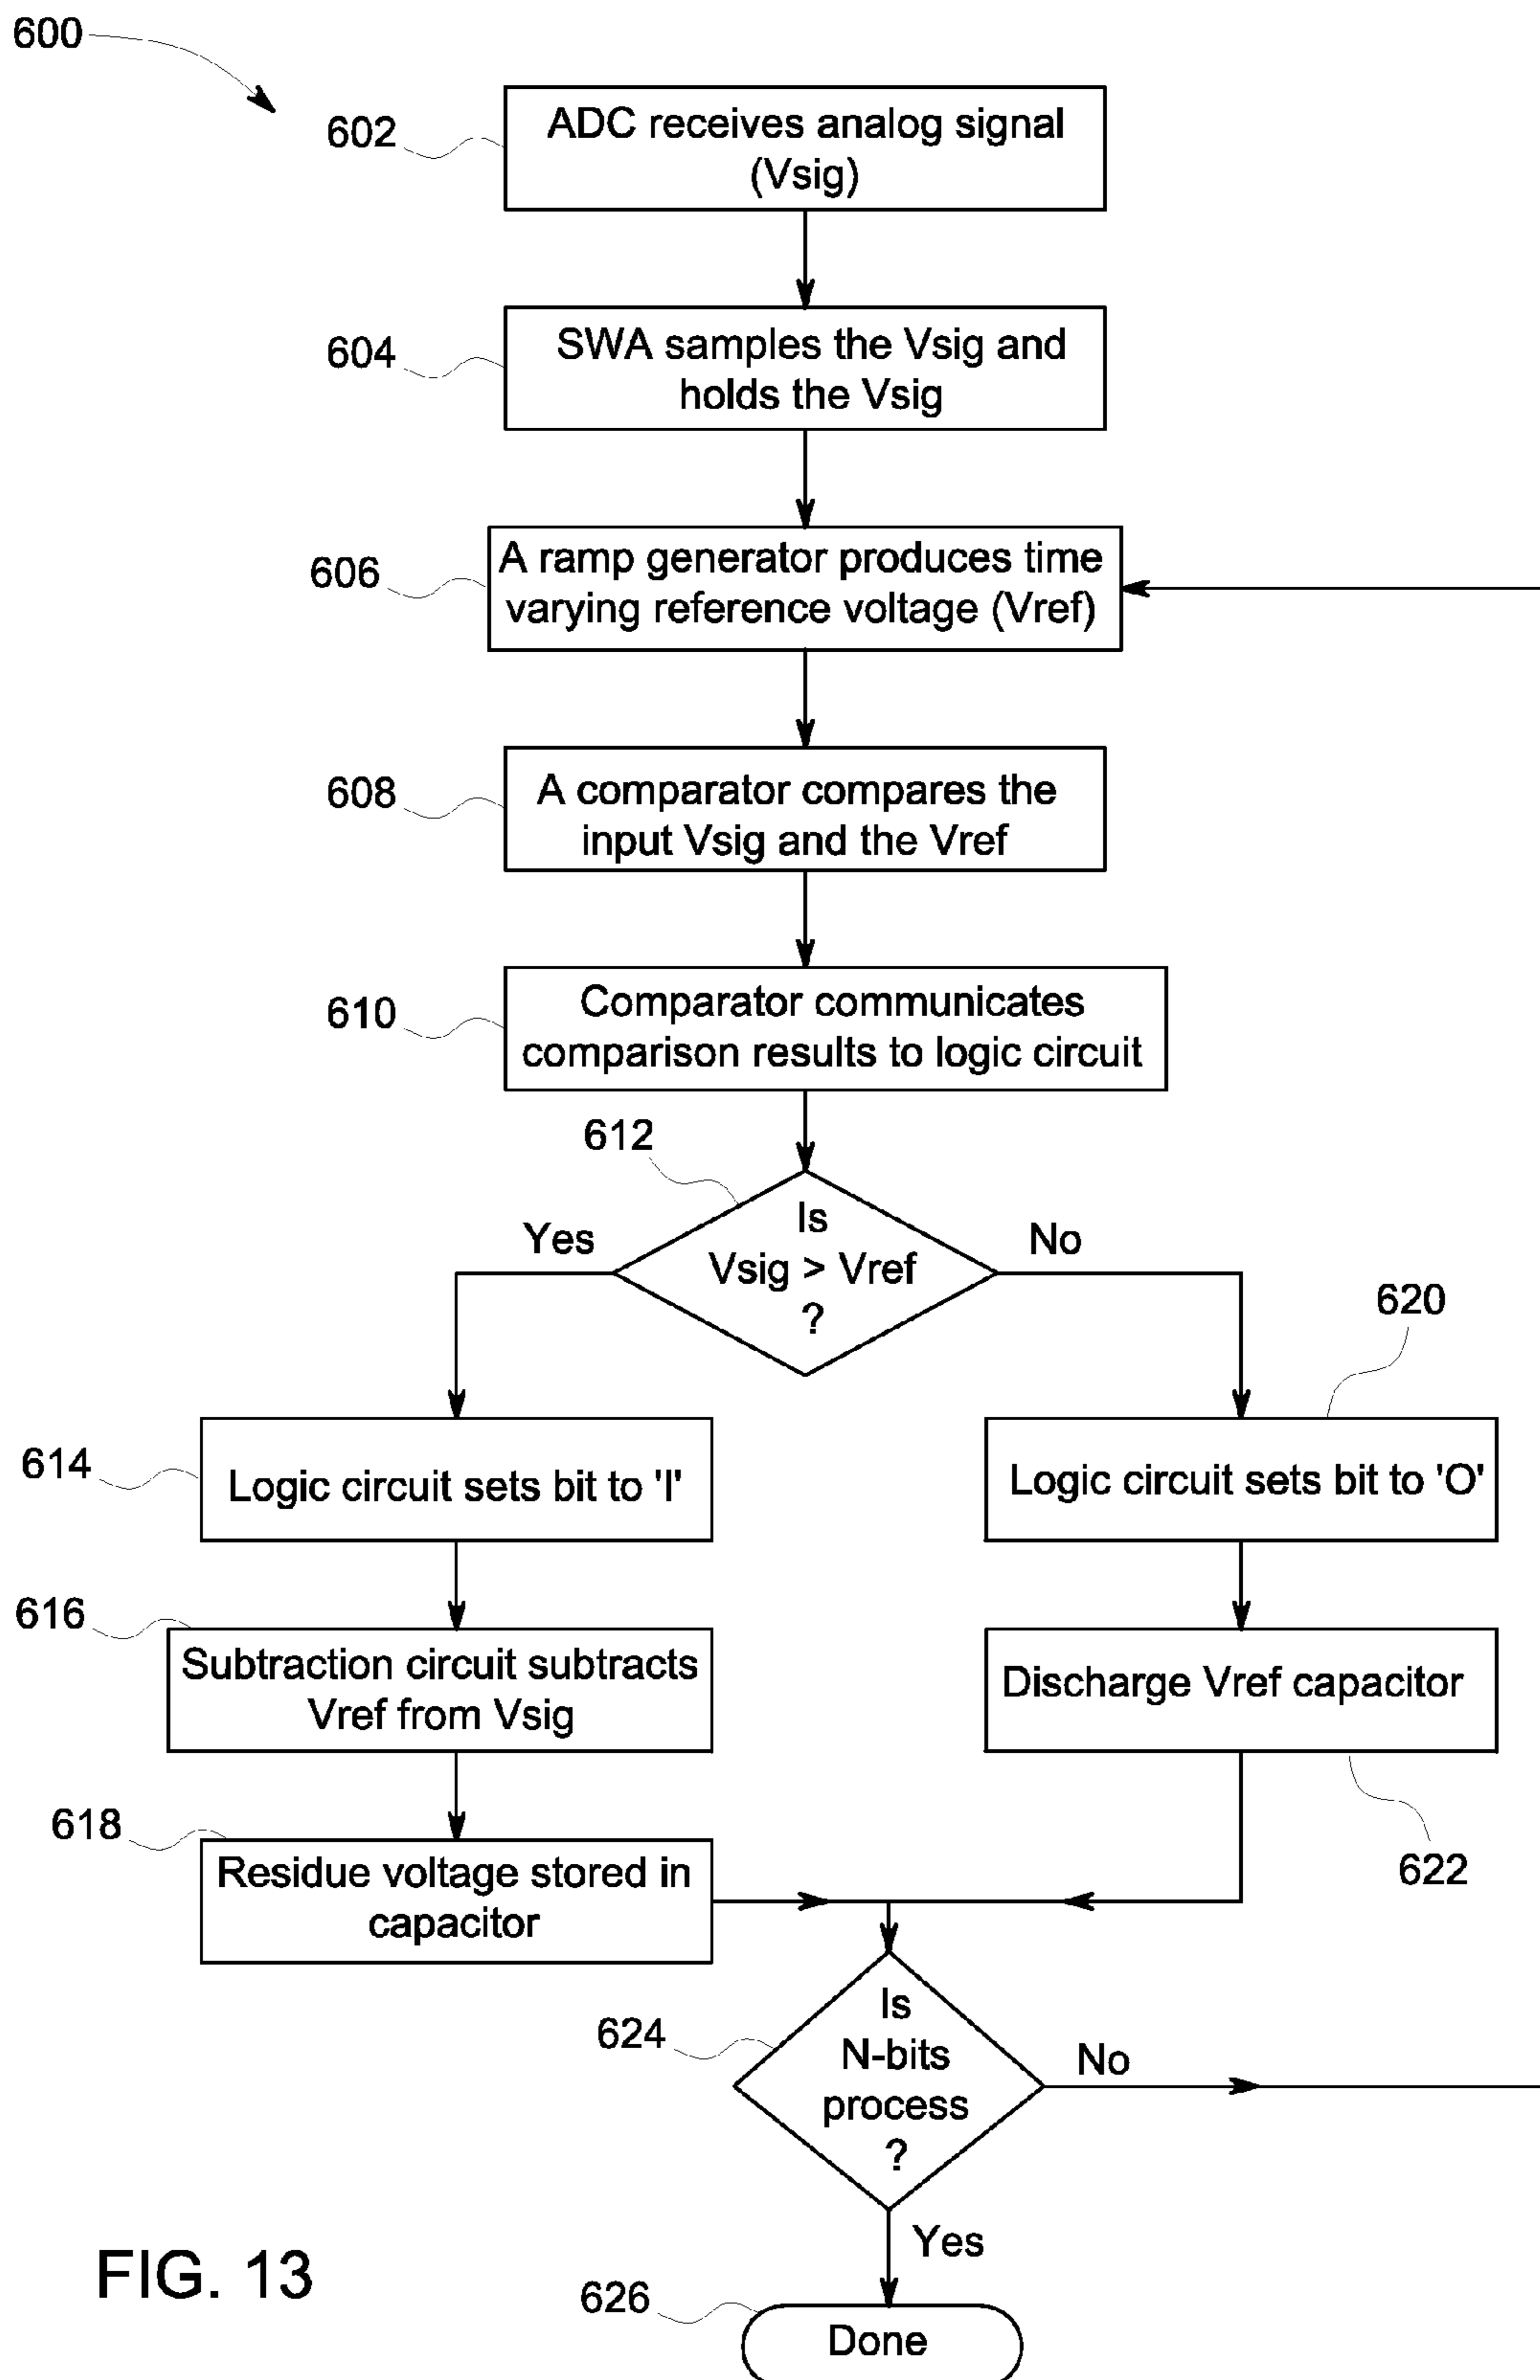 600
602
ADC receives analog signal
(Vsig)
604
SWA samples the Vsig and
holds the Vsig
606
A ramp generator produces time
varying reference voltage (Vref)
608
A comparator compares the
input Vsig and the Vref
610
Comparator communicates
comparison results to logic circuit
612
Is
Vsig > Vref
?
Yes
No
614
Logic circuit sets bit to 'I'
620
Logic circuit sets bit to 'O'
616
Subtraction circuit subtracts
Vref from Vsig
Discharge Vref capacitor
622
618
Residue voltage stored in
capacitor
624
Is
N-bits
process
?
No
Yes
626
Done
FIG. 13